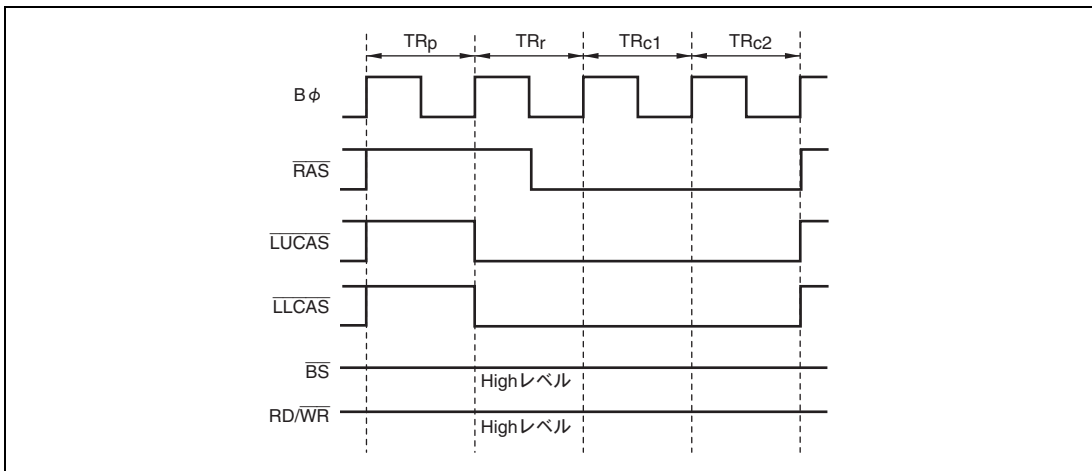 TRp TRr TRc1 TRc2
Bφ
RAS
LUCAS
LLCAS
BS
Highレベル
RD/WR
Highレベル